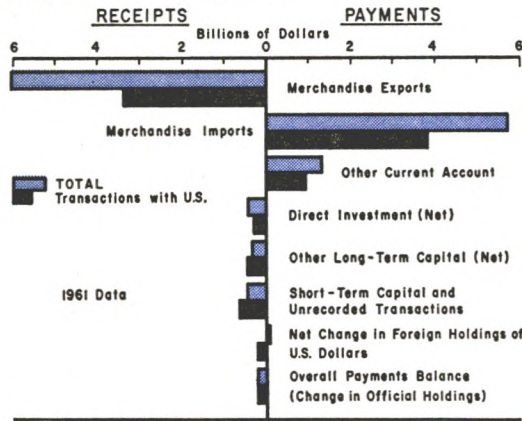 RECEIPTS PAYMENTS
Billions of Dollars
6 4 2 0 2 4 6
Merchandise Exports
Merchandise Imports
Other Current Account
TOTAL
Transactions with U.S.
Direct Investment (Net)
Other Long-Term Capital (Net)
1961 Data
Short-Term Capital and
Unrecorded Transactions
Net Change in Foreign Holdings of
U.S. Dollars
Overall Payments Balance
(Change in Official Holdings)